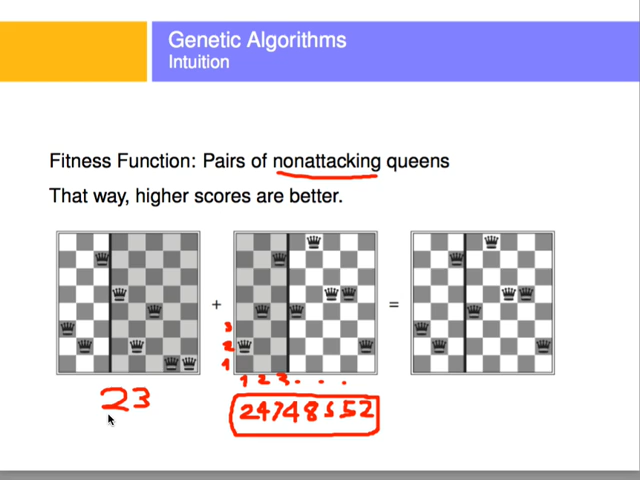 Genetic Algorithms
Intuition
Fitness Function: Pairs of nonattacking queens
That way, higher scores are better.
+
=
3
2
1
1 2 3 . . .
23
24748552